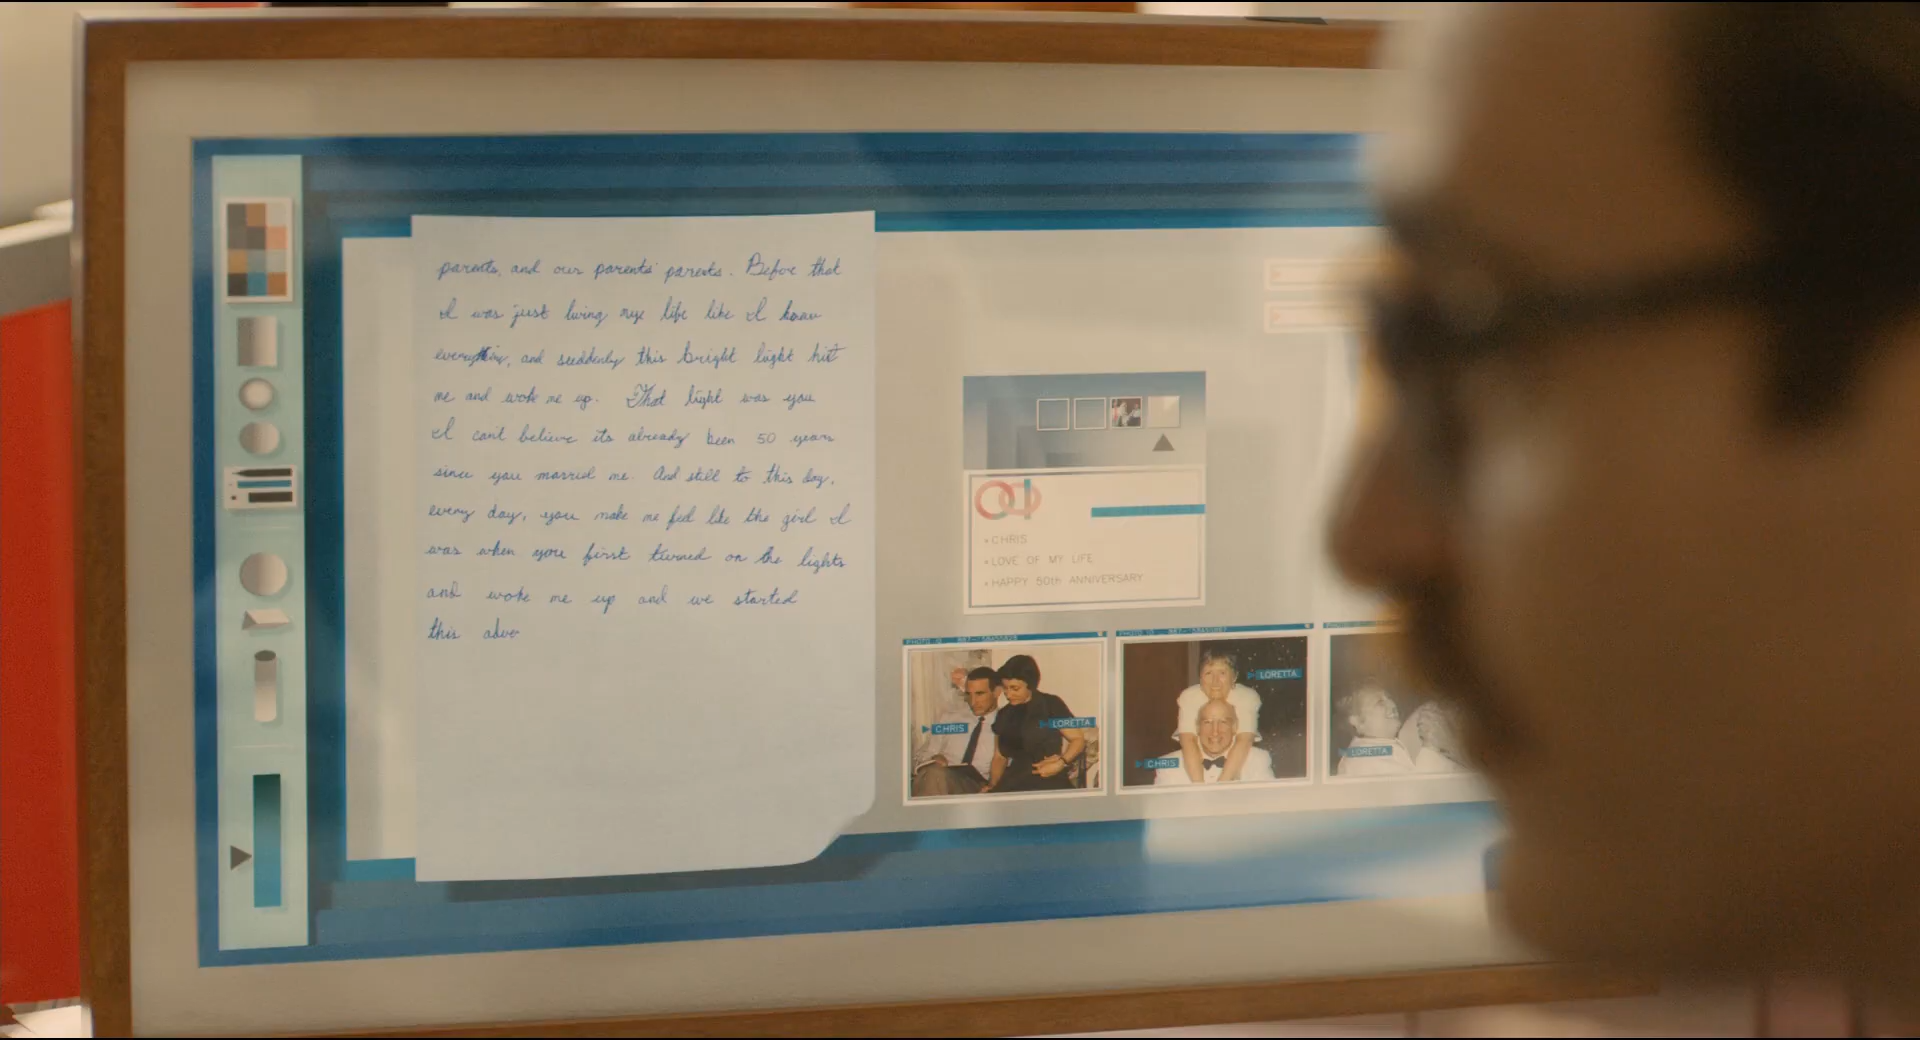 parents, and our parents' parents. Before that
I was just living my life like I knew
everything, and suddenly this bright light hit
me and woke me up. That light was you
I can't believe its already been 50 years
since you married me. And still to this day,
every day, you make me feel like the girl I
was when you first turned on the lights
and woke me up and we started
this adve
CHRIS
LOVE OF MY LIFE
HAPPY 50th ANNIVERSARY
CHRIS
LORETTA
LORETTA
CHRIS
LORETTA